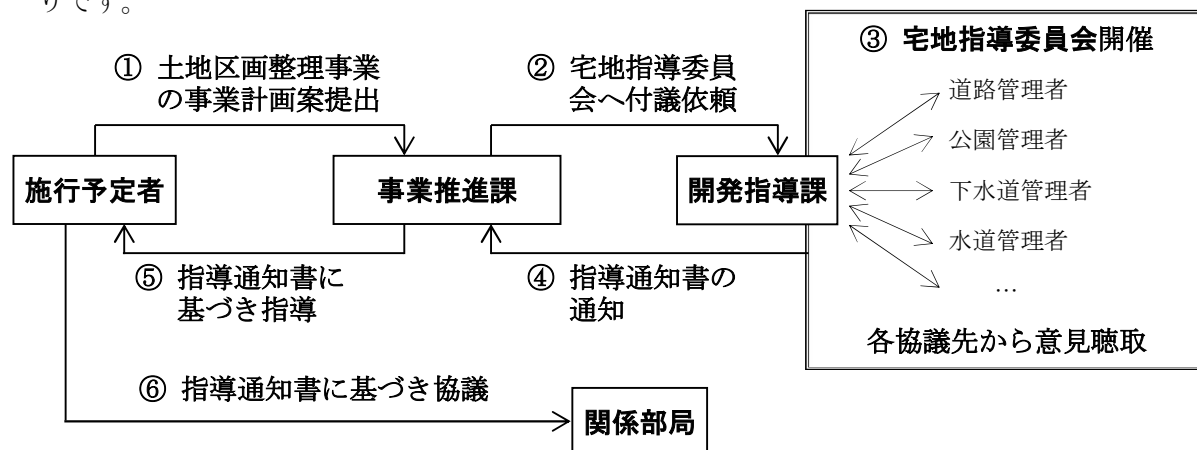 りです。
③ 宅地指導委員会開催
① 土地区画整理事業
の事業計画案提出
② 宅地指導委員
会へ付議依頼
道路管理者
公園管理者
下水道管理者
水道管理者
…
各協議先から意見聴取
施行予定者
事業推進課
開発指導課
⑤ 指導通知書に
基づき指導
④ 指導通知書の
通知
⑥ 指導通知書に基づき協議
関係部局